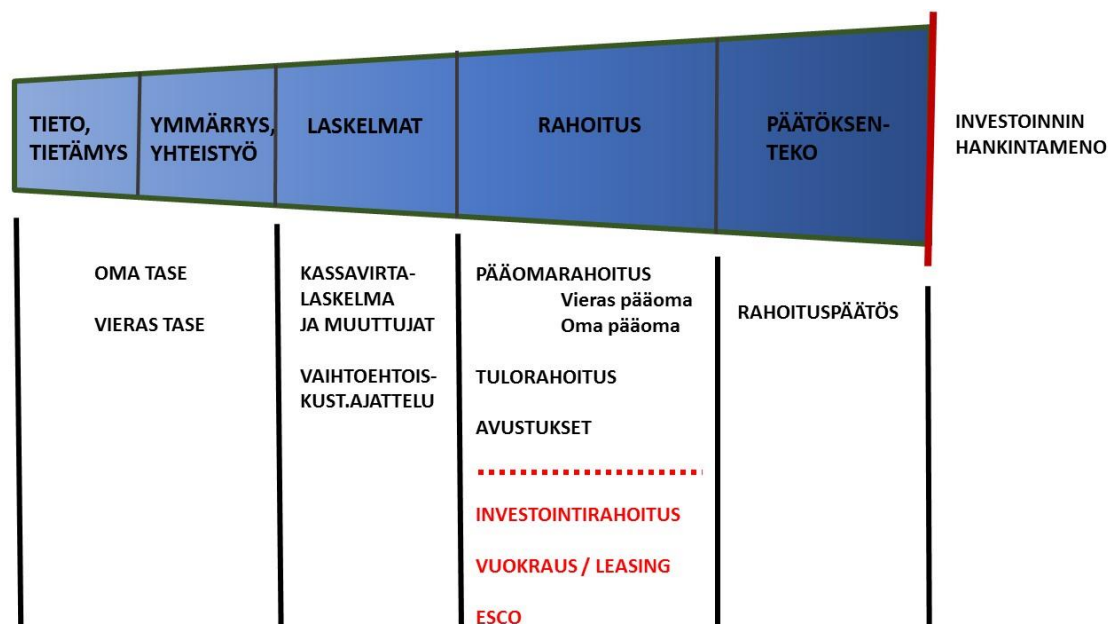 TIETO,
TIETÄMYS
YMMÄRRYS,
YHTEISTYÖ
LASKELMAT
RAHOITUS
PÄÄTÖKSEN-
TEKO
INVESTOINNIN
HANKINTAMENO
OMA TASE
VIERAS TASE
KASSAVIRTA-
LASKELMA
JA MUUTTUJAT
VAIHTOEHTOIS-
KUST.AJATTELU
PÄÄOMARAHOITUS
Vieras pääoma
Oma pääoma
TULORAHOITUS
AVUSTUKSET
INVESTOINTIRAHOITUS
VUOKRAUS / LEASING
ESCO
RAHOITUSPÄÄTÖS